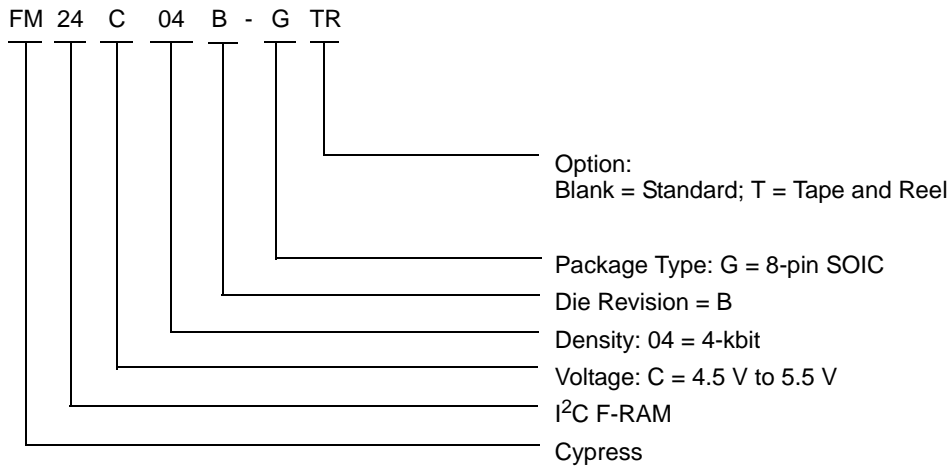 FM 24 C 04 B - G TR
Option:
Blank = Standard; T = Tape and Reel
Package Type: G = 8-pin SOIC
Die Revision = B
Density: 04 = 4-kbit
Voltage: C = 4.5 V to 5.5 V
I²C F-RAM
Cypress